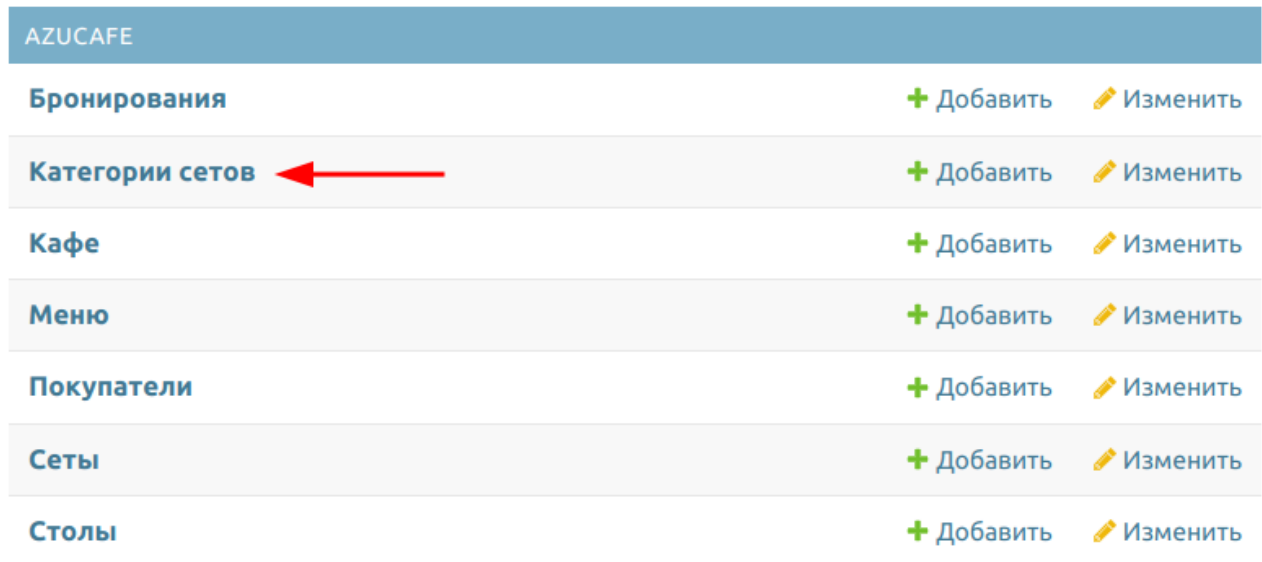 AZUCAFE
Бронирования Добавить Изменить
Категории сетов Добавить Изменить
Кафе Добавить Изменить
Меню Добавить Изменить
Покупатели Добавить Изменить
Сеты Добавить Изменить
Столы Добавить Изменить